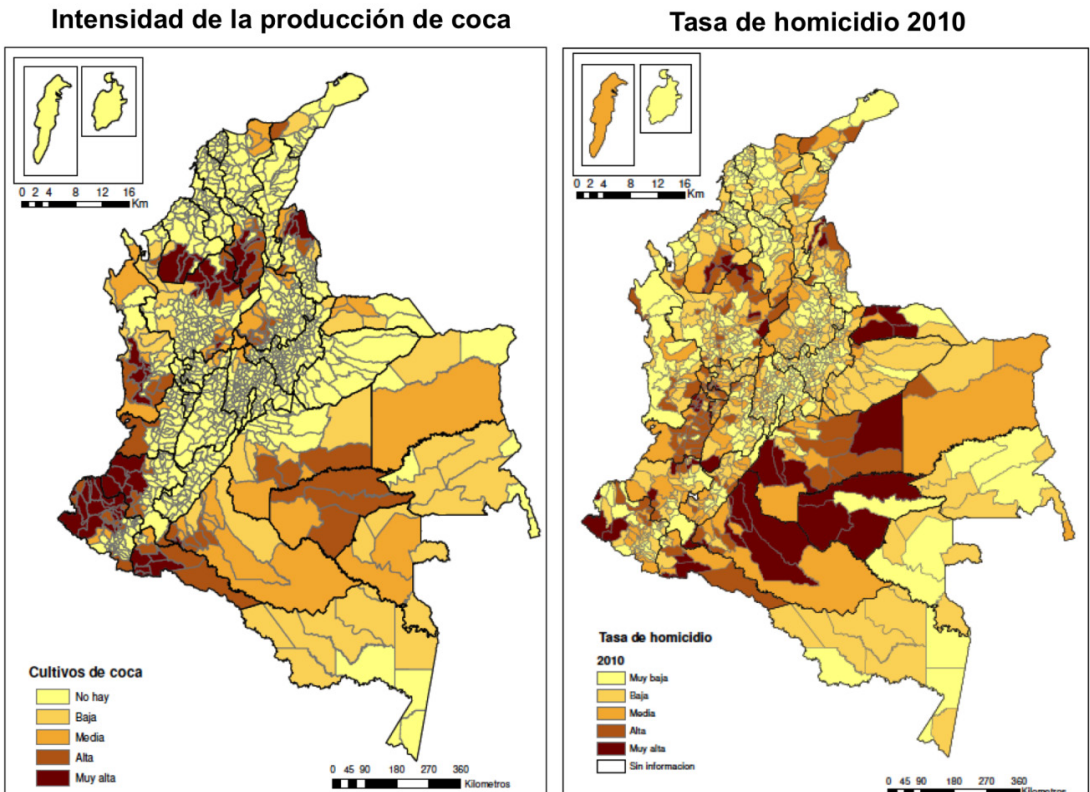 Intensidad de la producción de coca
0 2 4 8 12 16
Km
Cultivos de coca
No hay
Baja
Media
Alta
Muy alta
0 45 90 180 270 360
Kilometros
Tasa de homicidio 2010
0 2 4 8 12 16
Km
Tasa de homicidio
2010
Muy baja
Baja
Media
Alta
Muy alta
Sin informacion
0 45 90 180 270 360
Kilometros